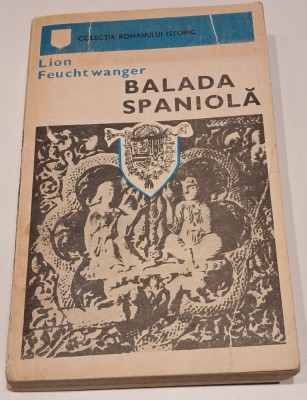 COLECȚIA ROMANULUI ISTORIC
Lion
Feuchtwanger
BALADA
SPANIOLĂ